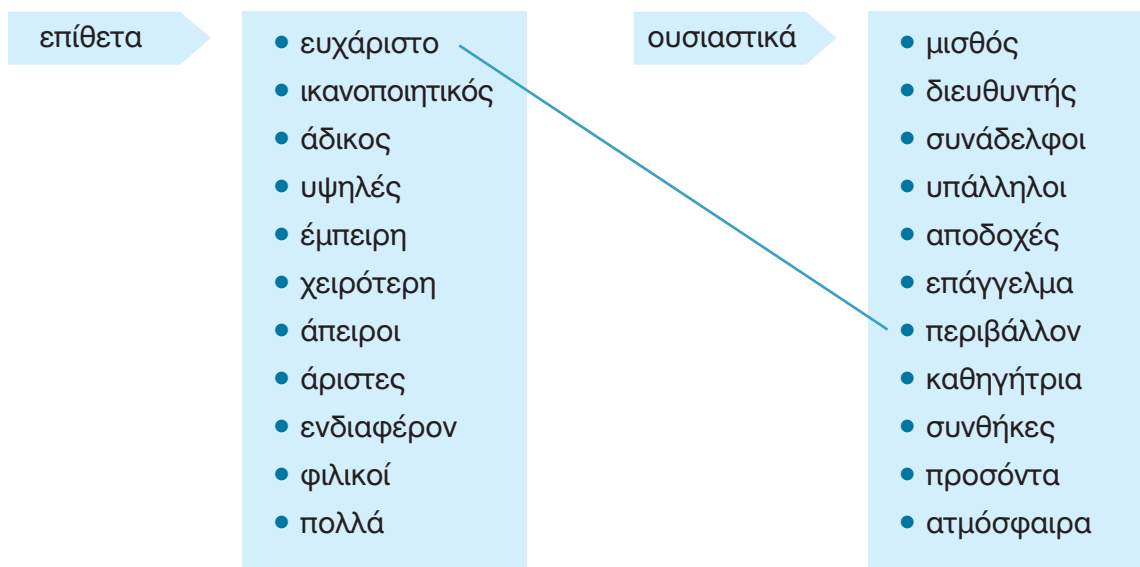 επίθετα
ευχάριστο
ικανοποιητικός
άδικος
υψηλές
έμπειρη
χειρότερη
άπειροι
άριστες
ενδιαφέρον
φιλικοί
πολλά
ουσιαστικά
μισθός
διευθυντής
συνάδελφοι
υπάλληλοι
αποδοχές
επάγγελμα
περιβάλλον
καθηγήτρια
συνθήκες
προσόντα
ατμόσφαιρα